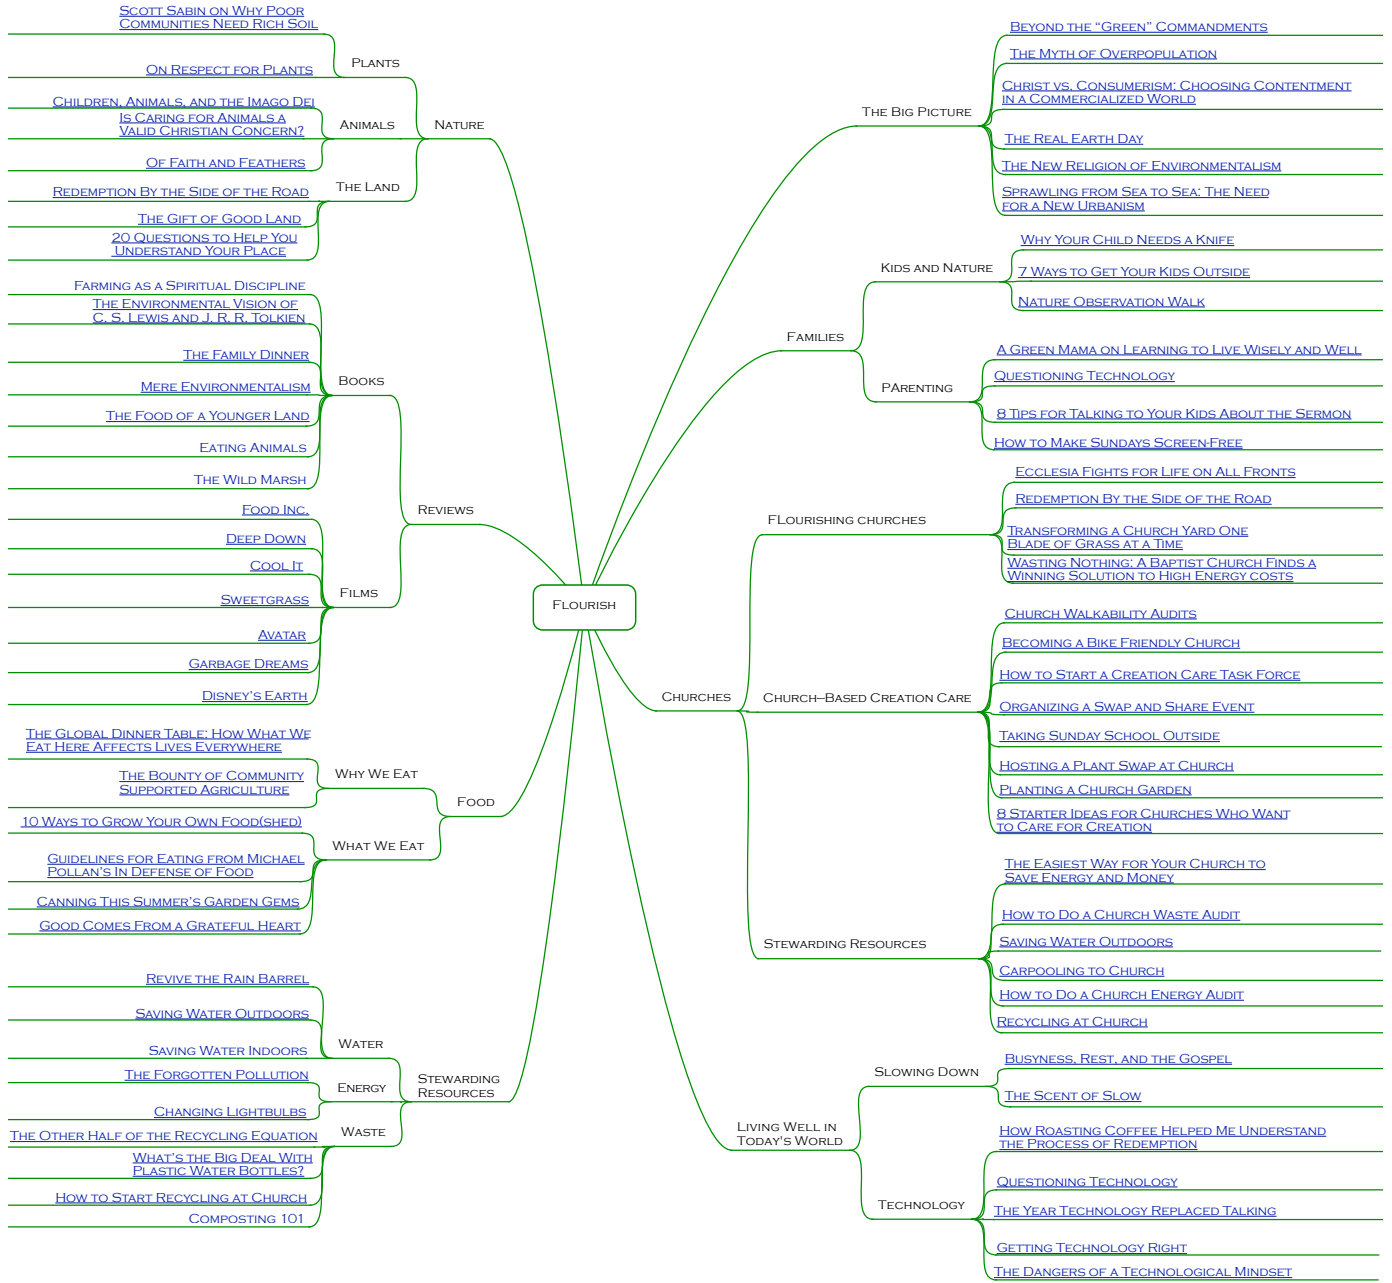 Flourish
Nature
Plants
Scott Sabin on Why Poor
Communities Need Rich Soil
On Respect for Plants
Animals
Children, Animals, and the Imago Dei
Is Caring for Animals a
Valid Christian Concern?
Of Faith and Feathers
The Land
Redemption By the Side of the Road
The Gift of Good Land
20 Questions to Help You
Understand Your Place
Reviews
Books
Farming as a Spiritual Discipline
The Environmental Vision of
C. S. Lewis and J. R. R. Tolkien
The Family Dinner
Mere Environmentalism
The Food of a Younger Land
Eating Animals
The Wild Marsh
Films
Food Inc.
Deep Down
Cool It
Sweetgrass
Avatar
Garbage Dreams
Disney's Earth
Food
Why We Eat
The Global Dinner Table: How What We
Eat Here Affects Lives Everywhere
The Bounty of Community
Supported Agriculture
What We Eat
10 Ways to Grow Your Own Food(shed)
Guidelines for Eating from Michael
Pollan's In Defense of Food
Canning This Summer's Garden Gems
Good Comes From a Grateful Heart
Stewarding
Resources
Water
Revive the Rain Barrel
Saving Water Outdoors
Saving Water Indoors
Energy
The Forgotten Pollution
Changing Lightbulbs
Waste
The Other Half of the Recycling Equation
What's the Big Deal With
Plastic Water Bottles?
How to Start Recycling at Church
Composting 101
The Big Picture
Beyond the “Green” Commandments
The Myth of Overpopulation
Christ vs. Consumerism: Choosing Contentment
in a Commercialized World
The Real Earth Day
The New Religion of Environmentalism
Sprawling from Sea to Sea: The Need
for a New Urbanism
Families
Kids and Nature
Why Your Child Needs a Knife
7 Ways to Get Your Kids Outside
Nature Observation Walk
PArenting
A Green Mama on Learning to Live Wisely and Well
Questioning Technology
8 Tips for Talking to Your Kids About the Sermon
How to Make Sundays Screen-Free
Churches
FLourishing churches
Ecclesia Fights for Life on All Fronts
Redemption By the Side of the Road
Transforming a Church Yard One
Blade of Grass at a Time
Wasting Nothing: A Baptist Church Finds a
Winning Solution to High Energy costs
Church–Based Creation Care
Church Walkability Audits
Becoming a Bike Friendly Church
How to Start a Creation Care Task Force
Organizing a Swap and Share Event
Taking Sunday School Outside
Hosting a Plant Swap at Church
Planting a Church Garden
8 Starter Ideas for Churches Who Want
to Care for Creation
Stewarding Resources
The Easiest Way for Your Church to
Save Energy and Money
How to Do a Church Waste Audit
Saving Water Outdoors
Carpooling to Church
How to Do a Church Energy Audit
Recycling at Church
Living Well in
Today's World
Slowing Down
Busyness, Rest, and the Gospel
The Scent of Slow
Technology
How Roasting Coffee Helped Me Understand
the Process of Redemption
Questioning Technology
The Year Technology Replaced Talking
Getting Technology Right
The Dangers of a Technological Mindset